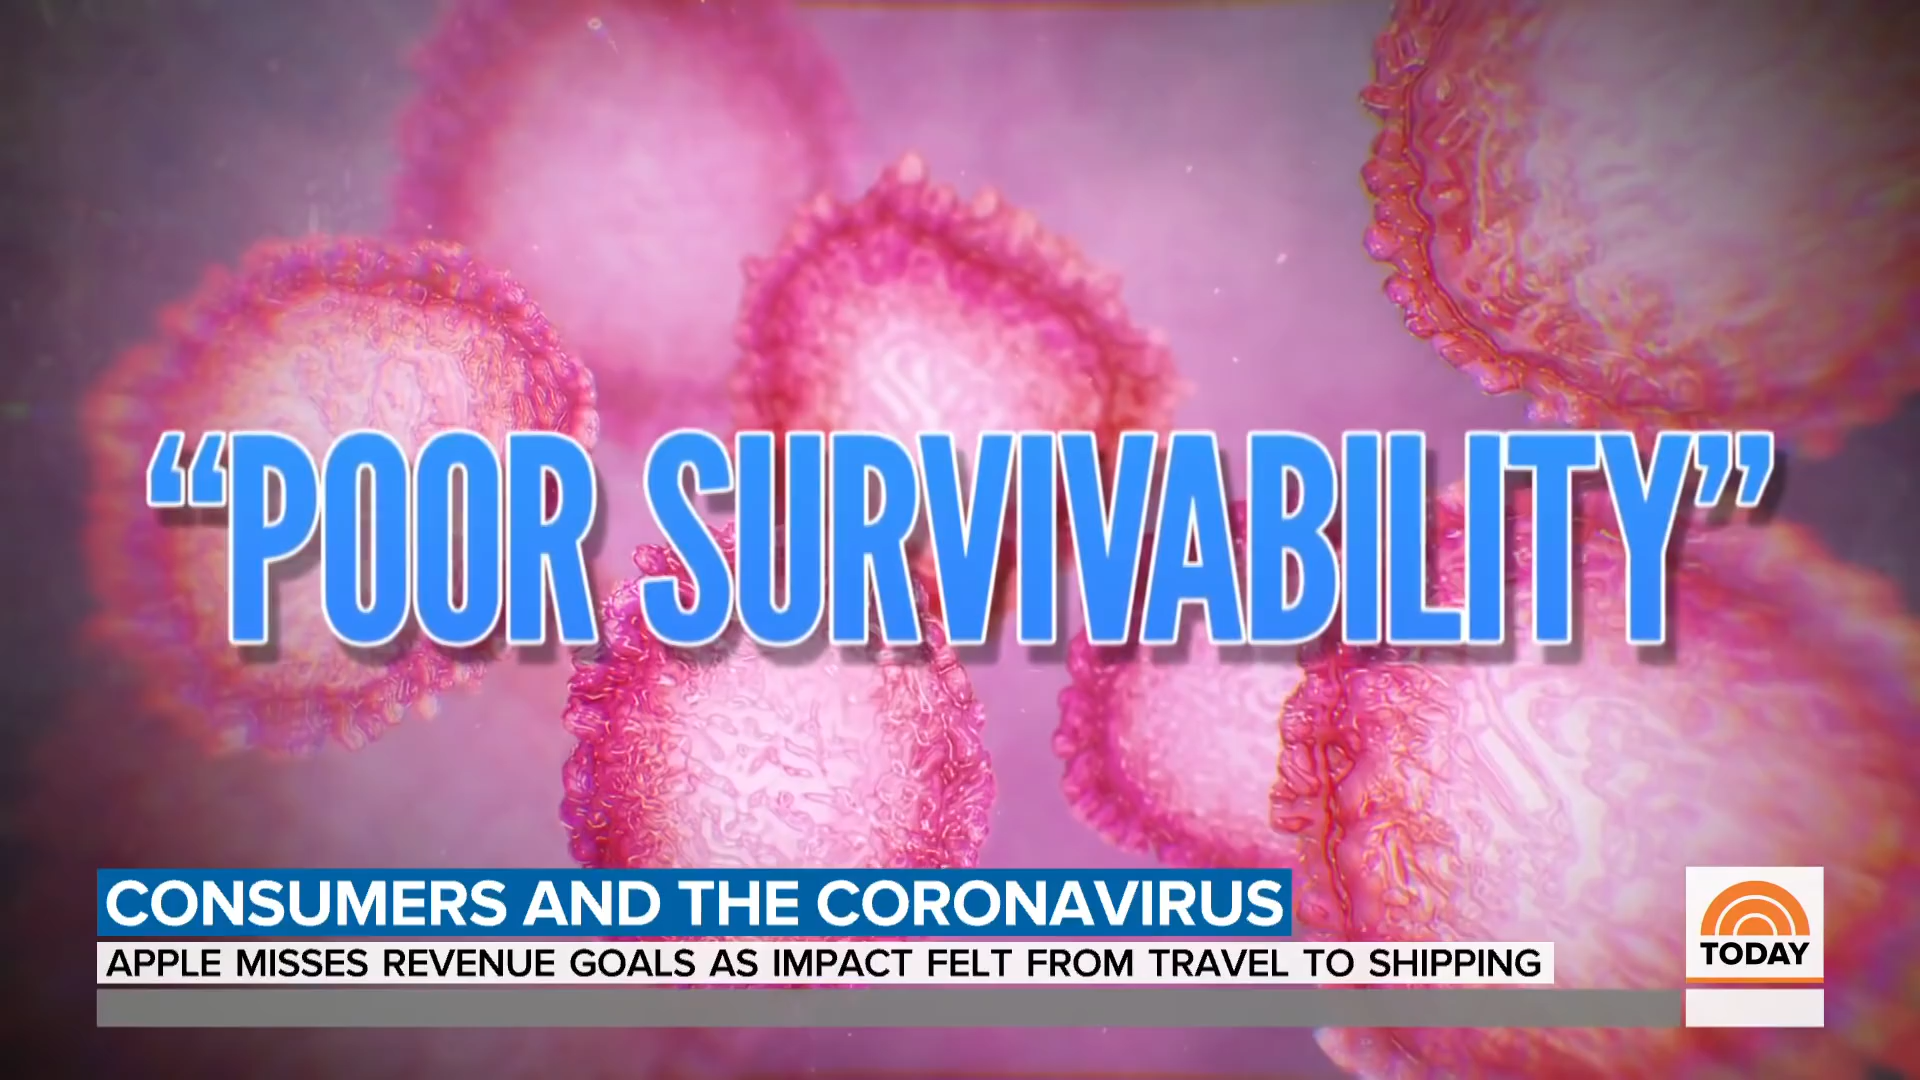 “POOR SURVIVABILITY”
CONSUMERS AND THE CORONAVIRUS
APPLE MISSES REVENUE GOALS AS IMPACT FELT FROM TRAVEL TO SHIPPING
TODAY